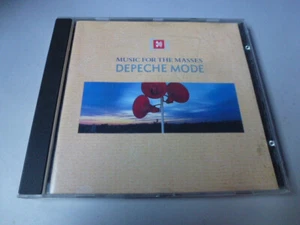 MUSIC FOR THE MASSES
DEPECHE MODE